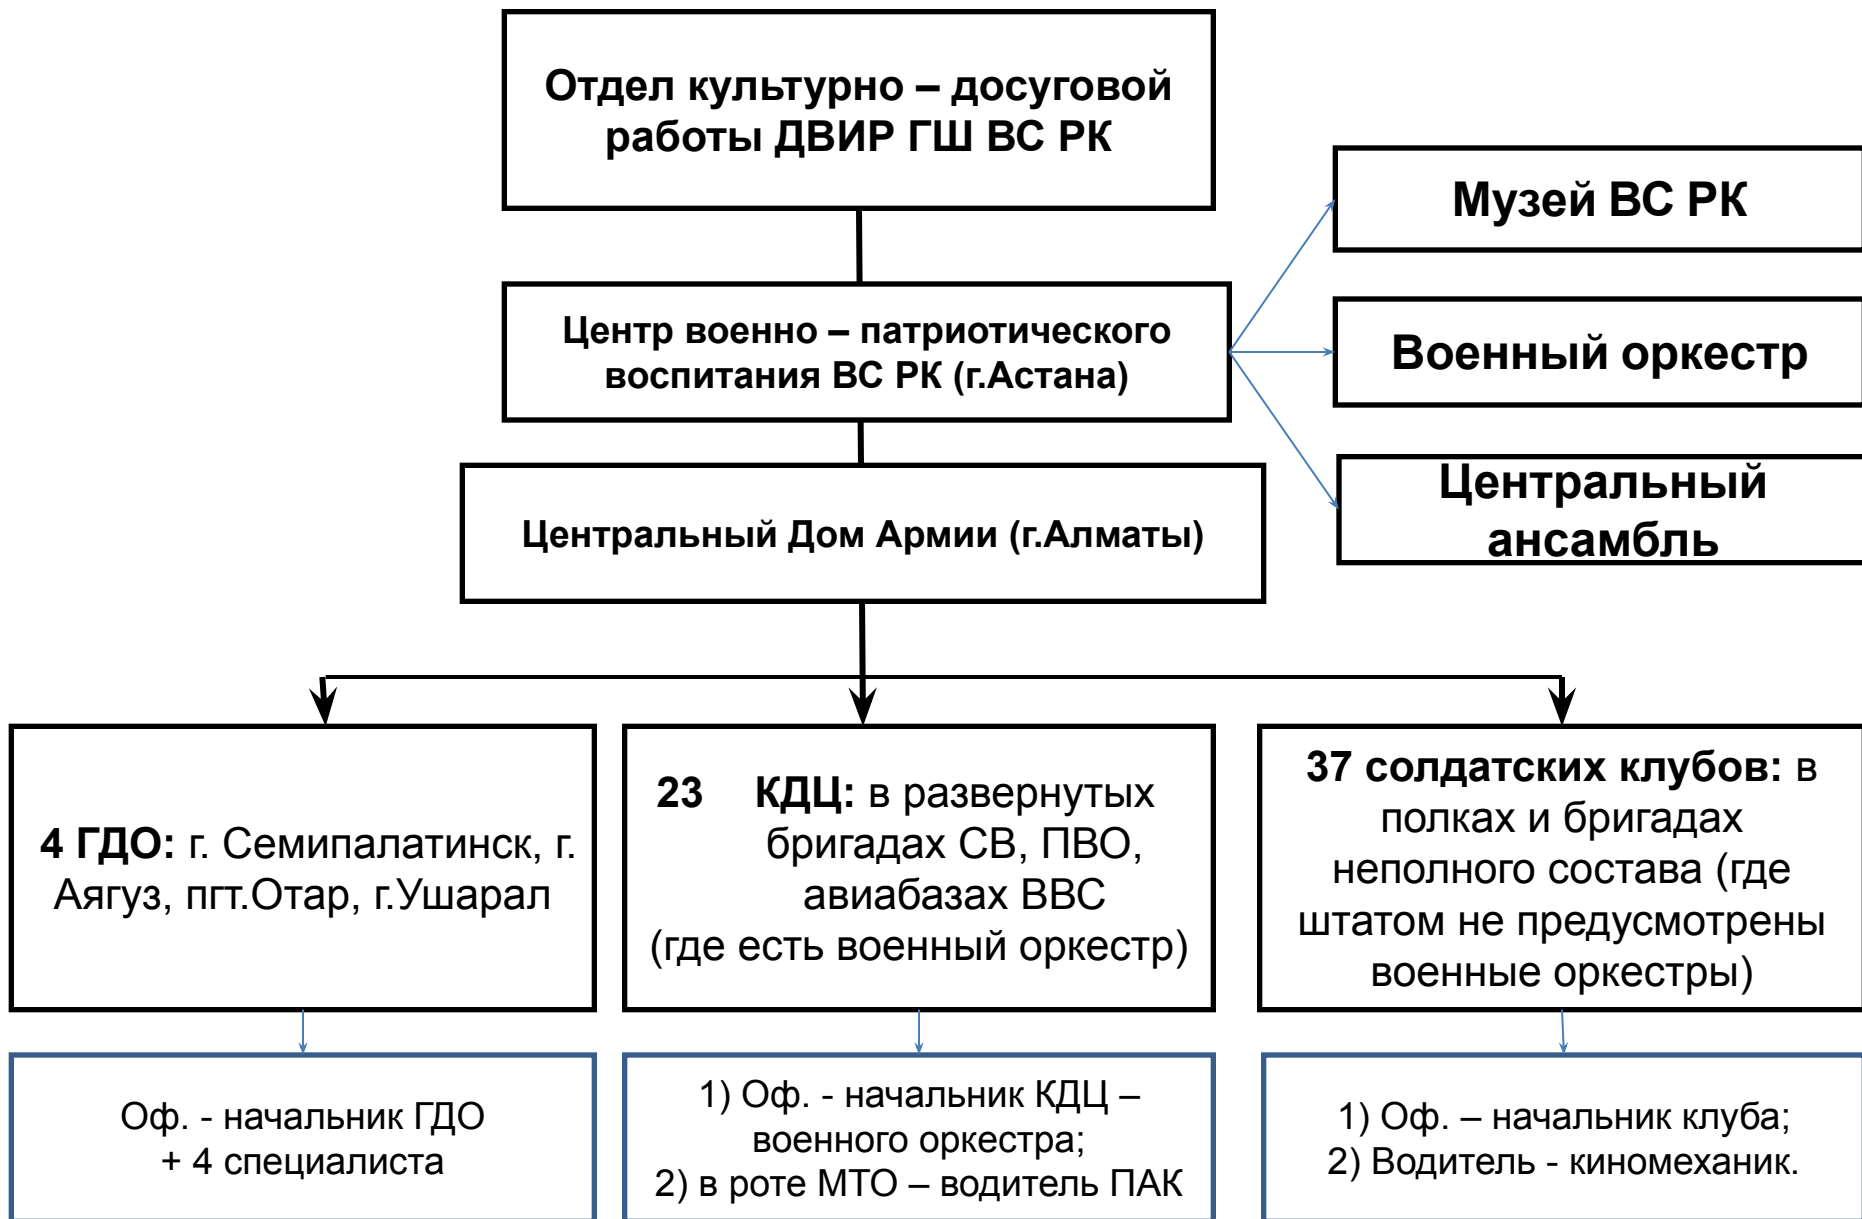 Отдел культурно – досуговой
работы ДВИР ГШ ВС РК
Музей ВС РК
Центр военно – патриотического
воспитания ВС РК (г.Астана)
Военный оркестр
Центральный
ансамбль
Центральный Дом Армии (г.Алматы)
4 ГДО: г. Семипалатинск, г.
Аягуз, пгт.Отар, г.Ушарал
23 КДЦ: в развернутых
бригадах СВ, ПВО,
авиабазах ВВС
(где есть военный оркестр)
37 солдатских клубов: в
полках и бригадах
неполного состава (где
штатом не предусмотрены
военные оркестры)
Оф. - начальник ГДО
+ 4 специалиста
1) Оф. - начальник КДЦ –
военного оркестра;
2) в роте МТО – водитель ПАК
1) Оф. – начальник клуба;
2) Водитель - киномеханик.